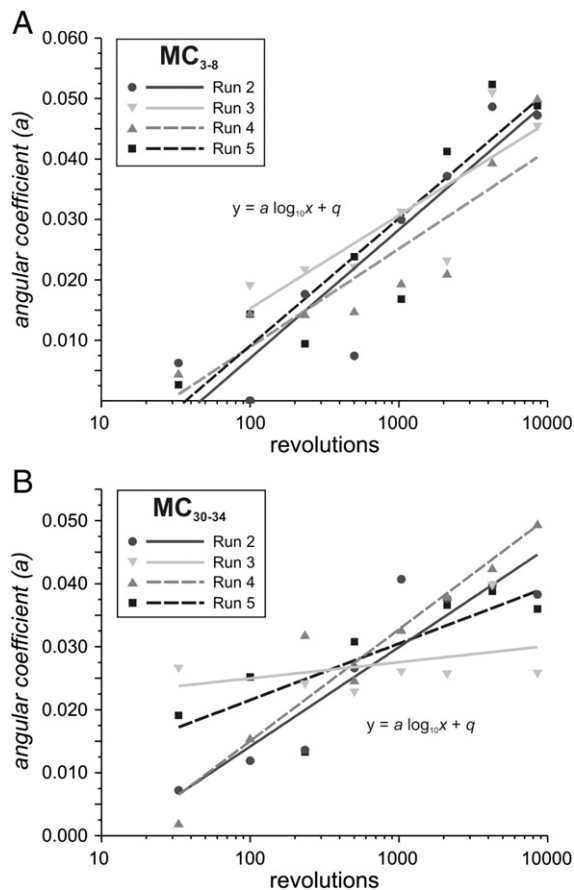 A
0.060
0.050
0.040
0.030
0.020
0.010
angular coefficient (a)
MC3-8
Run 2
Run 3
Run 4
Run 5
y = a log10x + q
10
100
1000
10000
revolutions
B
0.050
0.040
0.030
0.020
0.010
0.000
angular coefficient (a)
MC30-34
Run 2
Run 3
Run 4
Run 5
y = a log10x + q
10
100
1000
10000
revolutions